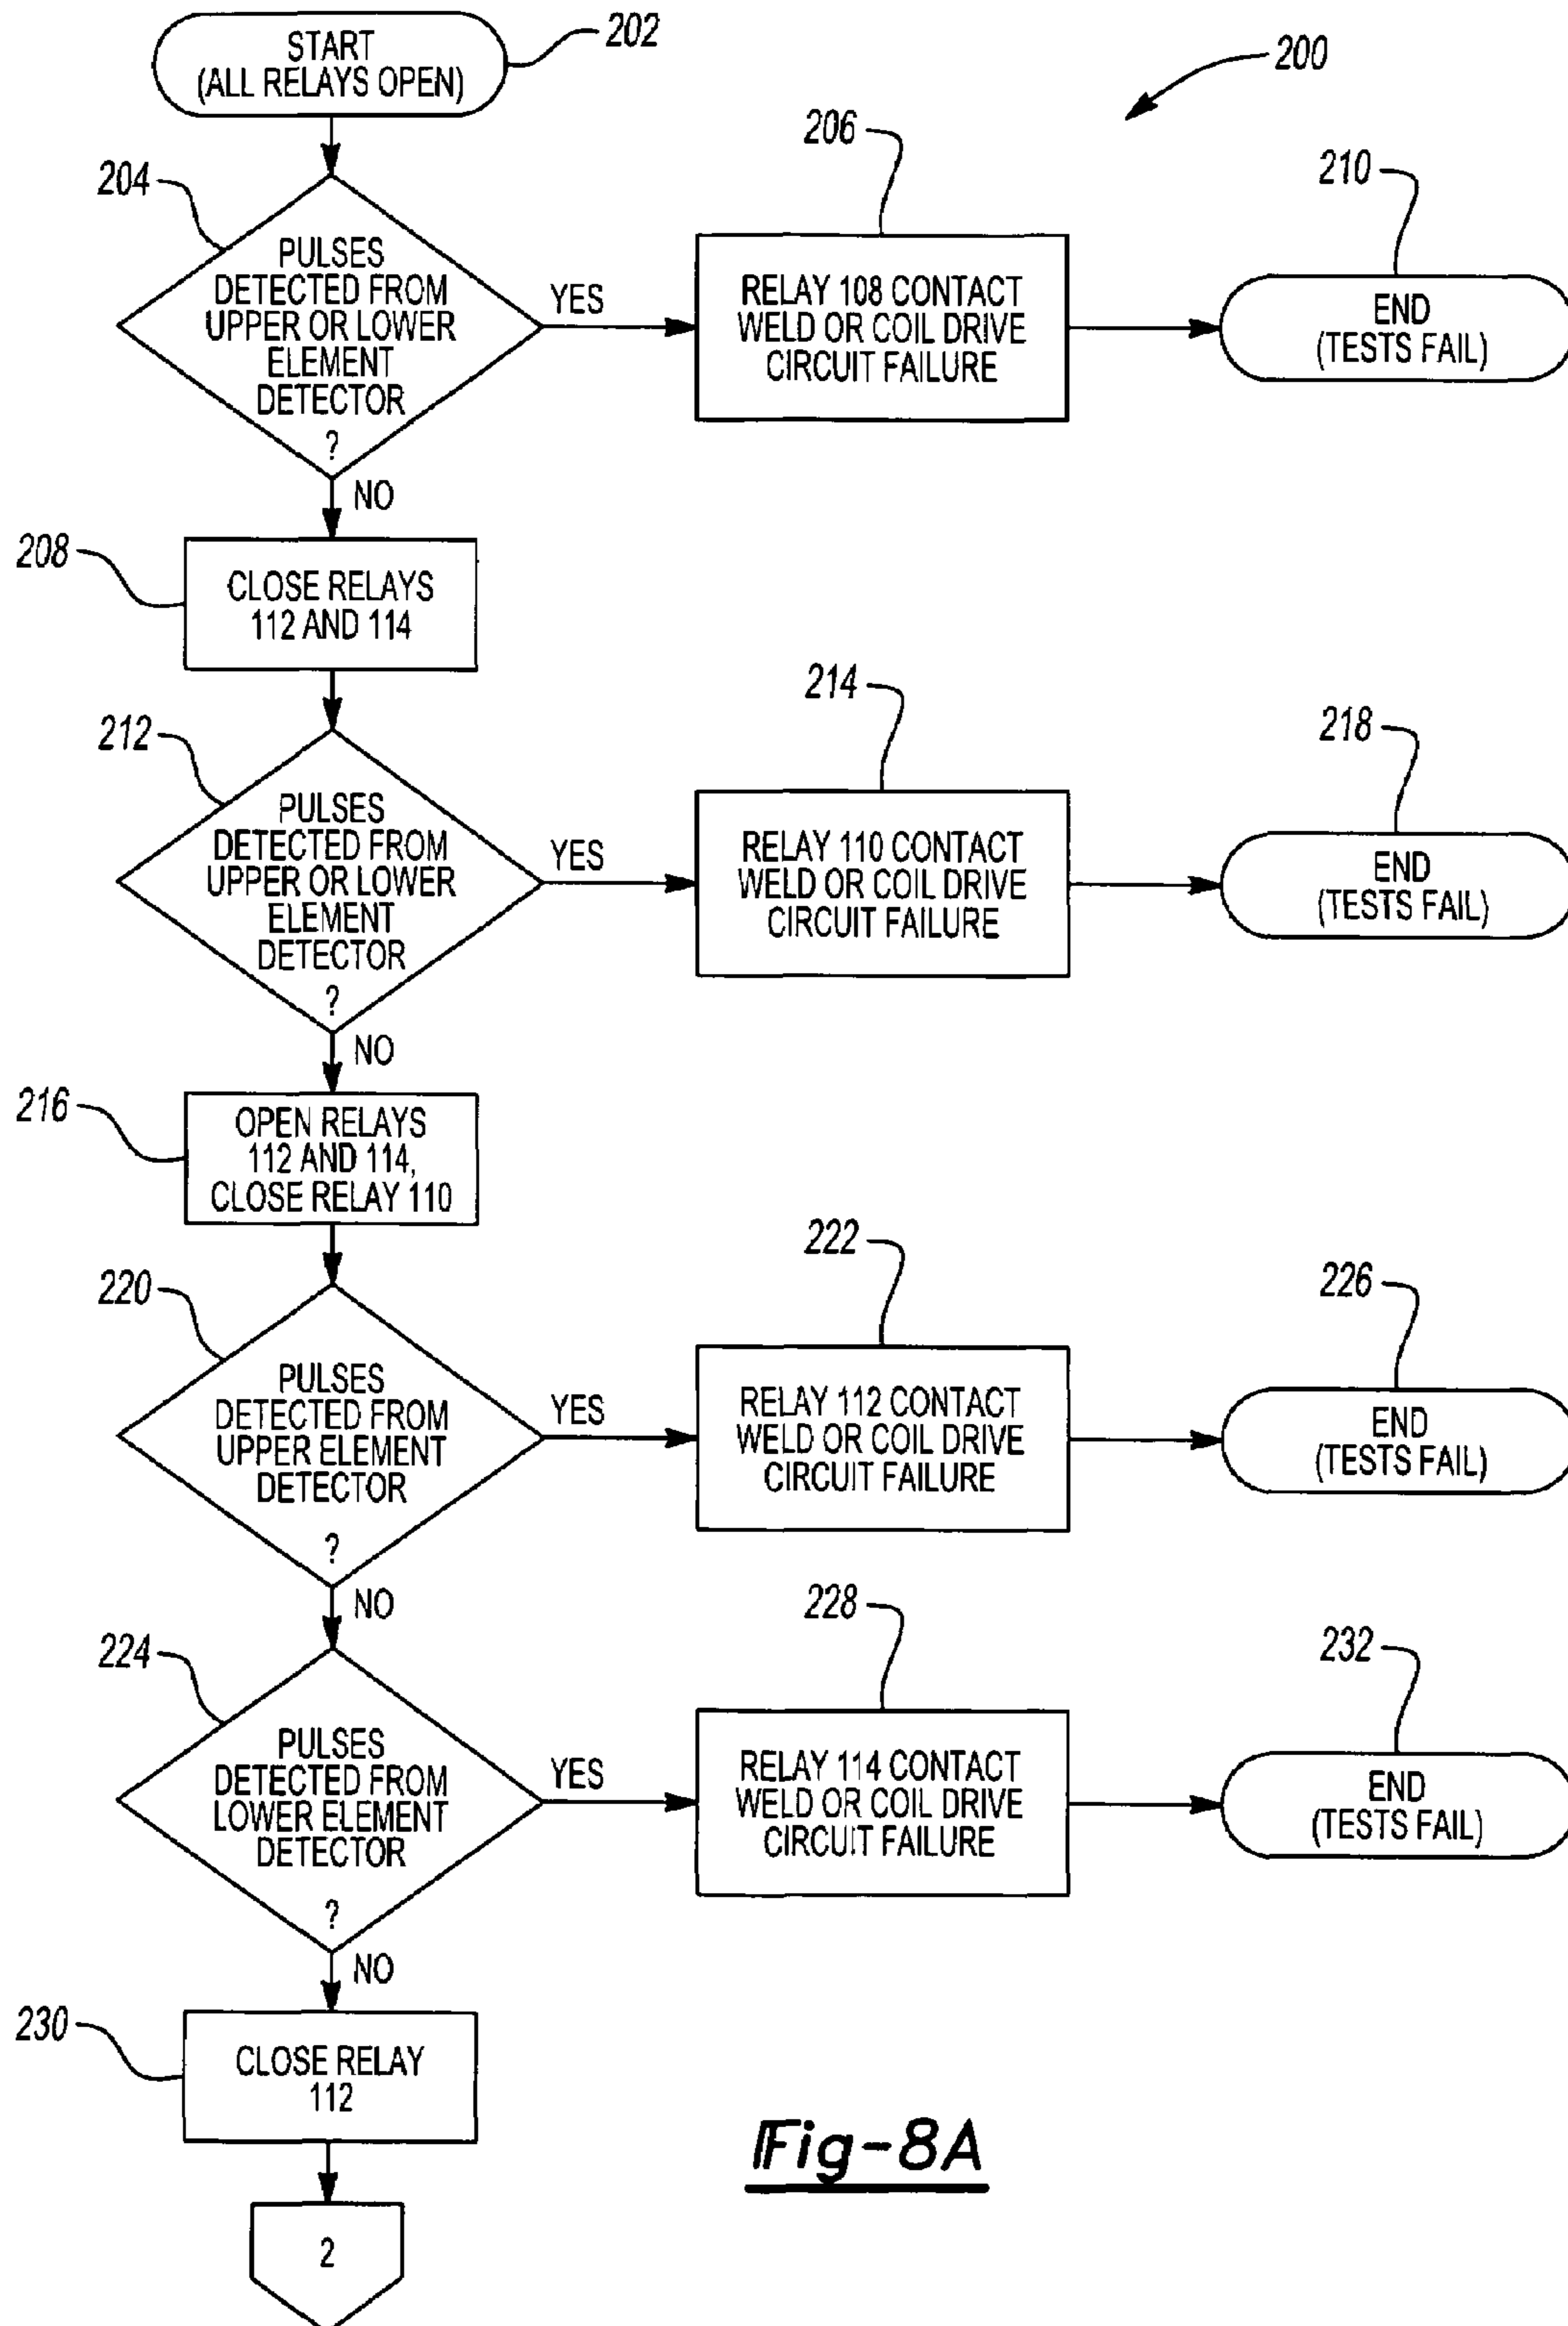 START
(ALL RELAYS OPEN)
202
200
204
PULSES
DETECTED FROM
UPPER OR LOWER
ELEMENT
DETECTOR
?
YES
206
RELAY 108 CONTACT
WELD OR COIL DRIVE
CIRCUIT FAILURE
210
END
(TESTS FAIL)
NO
208
CLOSE RELAYS
112 AND 114
212
PULSES
DETECTED FROM
UPPER OR LOWER
ELEMENT
DETECTOR
?
YES
214
RELAY 110 CONTACT
WELD OR COIL DRIVE
CIRCUIT FAILURE
218
END
(TESTS FAIL)
NO
216
OPEN RELAYS
112 AND 114,
CLOSE RELAY 110
220
PULSES
DETECTED FROM
UPPER ELEMENT
DETECTOR
?
YES
222
RELAY 112 CONTACT
WELD OR COIL DRIVE
CIRCUIT FAILURE
226
END
(TESTS FAIL)
NO
224
PULSES
DETECTED FROM
LOWER ELEMENT
DETECTOR
?
YES
228
RELAY 114 CONTACT
WELD OR COIL DRIVE
CIRCUIT FAILURE
232
END
(TESTS FAIL)
NO
230
CLOSE RELAY
112
2
Fig-8A